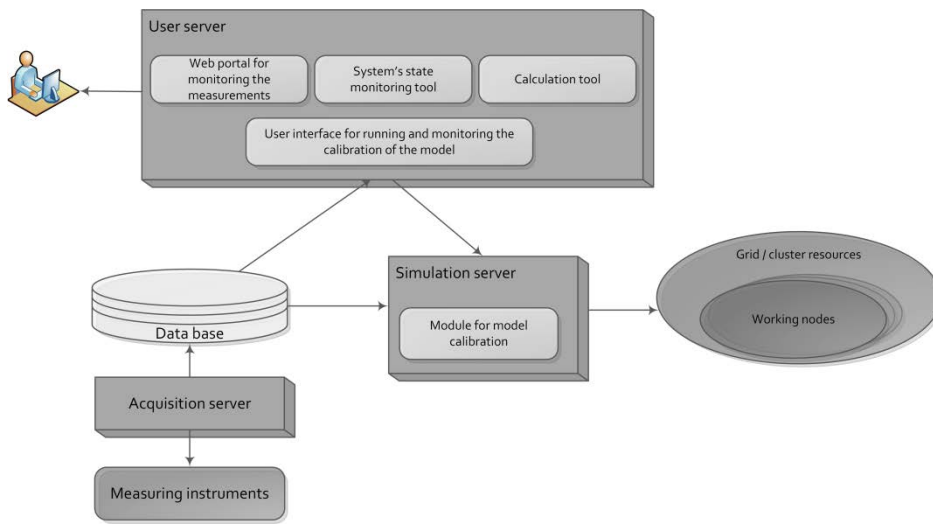 User server
Web portal for
monitoring the
measurements
System's state
monitoring tool
Calculation tool
User interface for running and monitoring the
calibration of the model
Data base
Simulation server
Module for model
calibration
Grid / cluster resources
Working nodes
Acquisition server
Measuring instruments